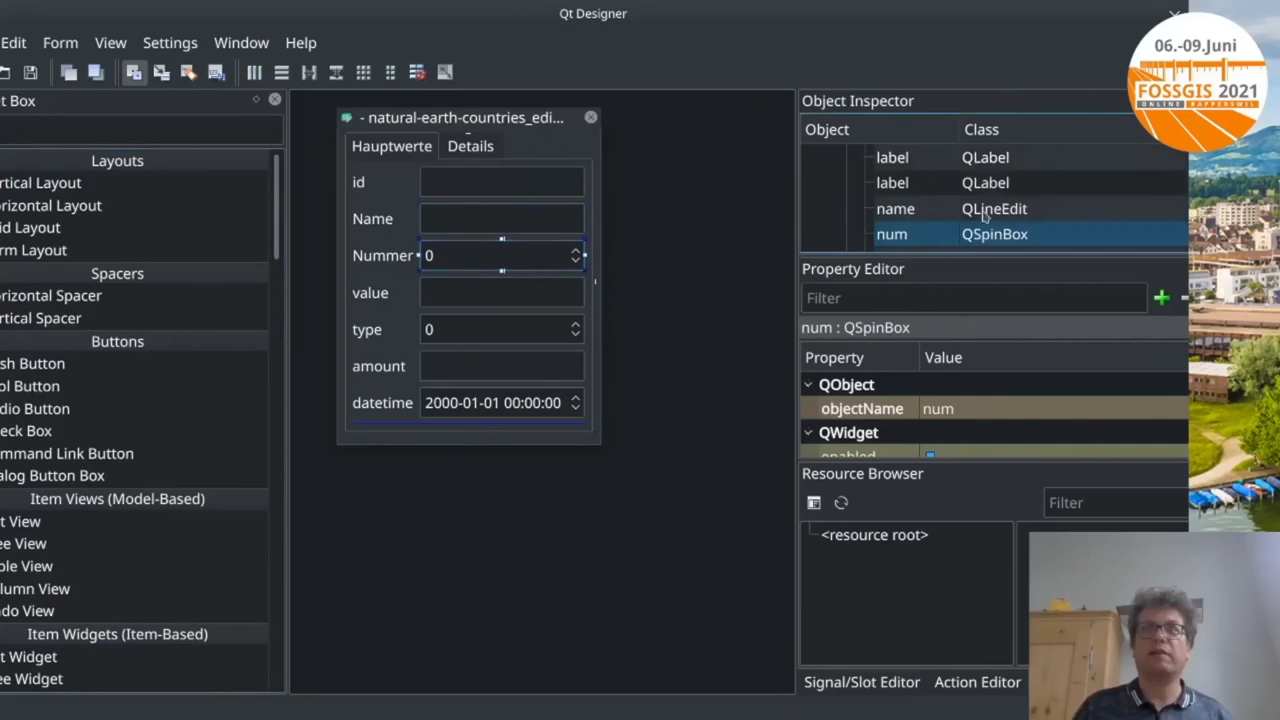 Qt Designer
Edit Form View Settings Window Help
t Box
Layouts
rtical Layout
rizontal Layout
id Layout
rm Layout
Spacers
rizontal Spacer
rtical Spacer
Buttons
sh Button
ol Button
dio Button
eck Box
mmand Link Button
alog Button Box
Item Views (Model-Based)
t View
ee View
ble View
lumn View
do View
Item Widgets (Item-Based)
t Widget
ee Widget
- natural-earth-countries_edi...
Hauptwerte Details
id
Name
Nummer 0
value
type 0
amount
datetime 2000-01-01 00:00:00
Object Inspector
Object Class
label QLabel
label QLabel
name QLineEdit
num QSpinBox
Property Editor
Filter
num : QSpinBox
Property Value
QObject
objectName num
QWidget
enabled
Resource Browser
Filter
<resource root>
Signal/Slot Editor Action Editor
06.-09.Juni
FOSSGIS 2021
ONLINE RAPPERSWIL